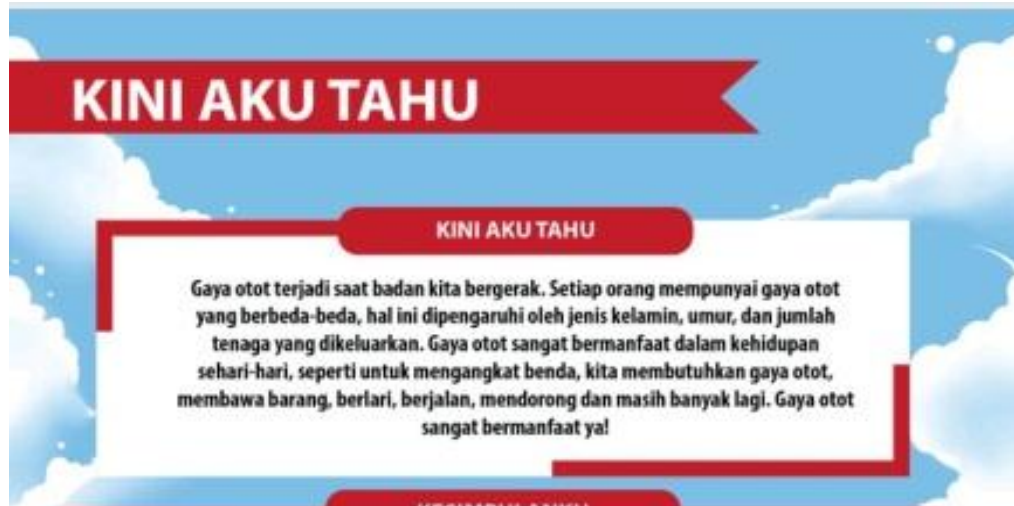 KINI AKU TAHU
KINI AKU TAHU
Gaya otot terjadi saat badan kita bergerak. Setiap orang mempunyai gaya otot
yang berbeda-beda, hal ini dipengaruhi oleh jenis kelamin, umur, dan jumlah
tenaga yang dikeluarkan. Gaya otot sangat bermanfaat dalam kehidupan
sehari-hari, seperti untuk mengangkat benda, kita membutuhkan gaya otot,
membawa barang, berlari, berjalan, mendorong dan masih banyak lagi. Gaya otot
sangat bermanfaat ya!